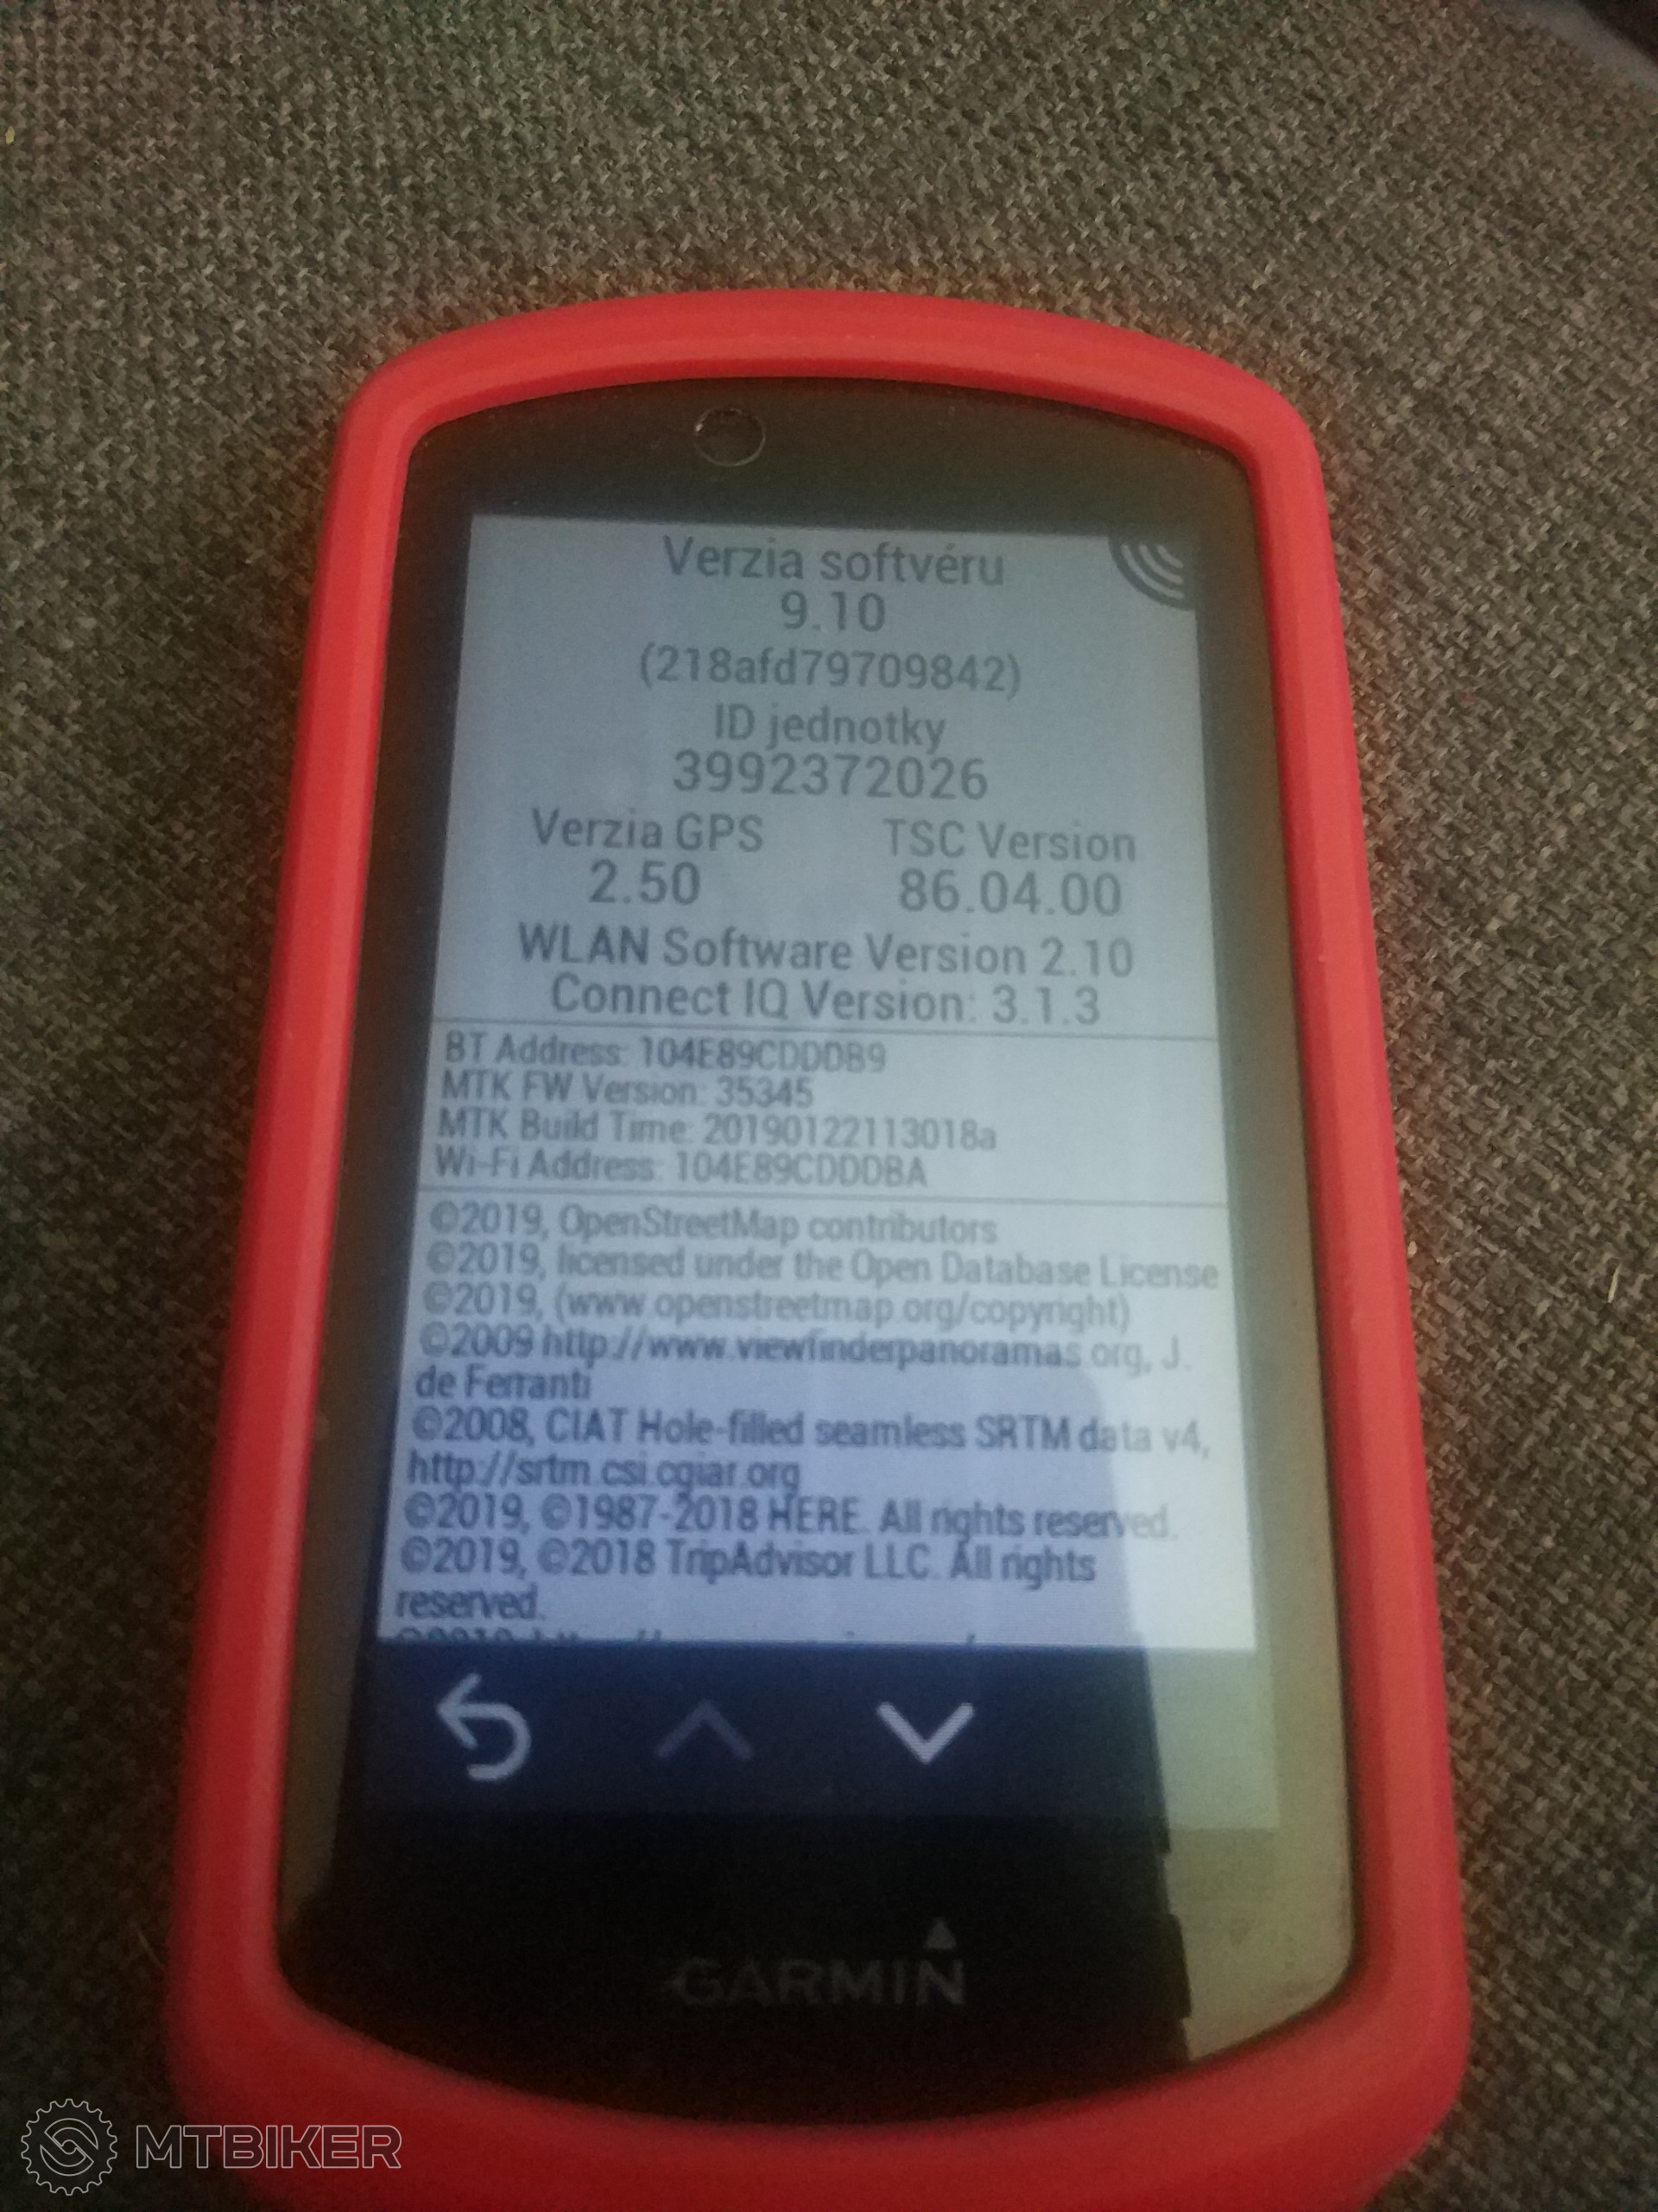 Verzia softvéru
9.10
(218afd79709842)
ID jednotky
3992372026
Verzia GPS TSC Version
2.50 86.04.00
WLAN Software Version 2.10
Connect IQ Version: 3.1.3
BT Address: 104E89CDDDB9
MTK FW Version: 35345
MTK Build Time: 20190122113018a
Wi-Fi Address: 104E89CDDDBA
©2019, OpenStreetMap contributors
©2019, licensed under the Open Database License
©2019, (www.openstreetmap.org/copyright)
©2009 http://www.viewfinderpanoramas.org, J.
de Ferranti
©2008, CIAT Hole-filled seamless SRTM data v4,
http://srtm.csi.cgiar.org
©2019, ©1987-2018 HERE. All rights reserved.
©2019, ©2018 TripAdvisor LLC. All rights
reserved.
GARMIN
MTBIKER